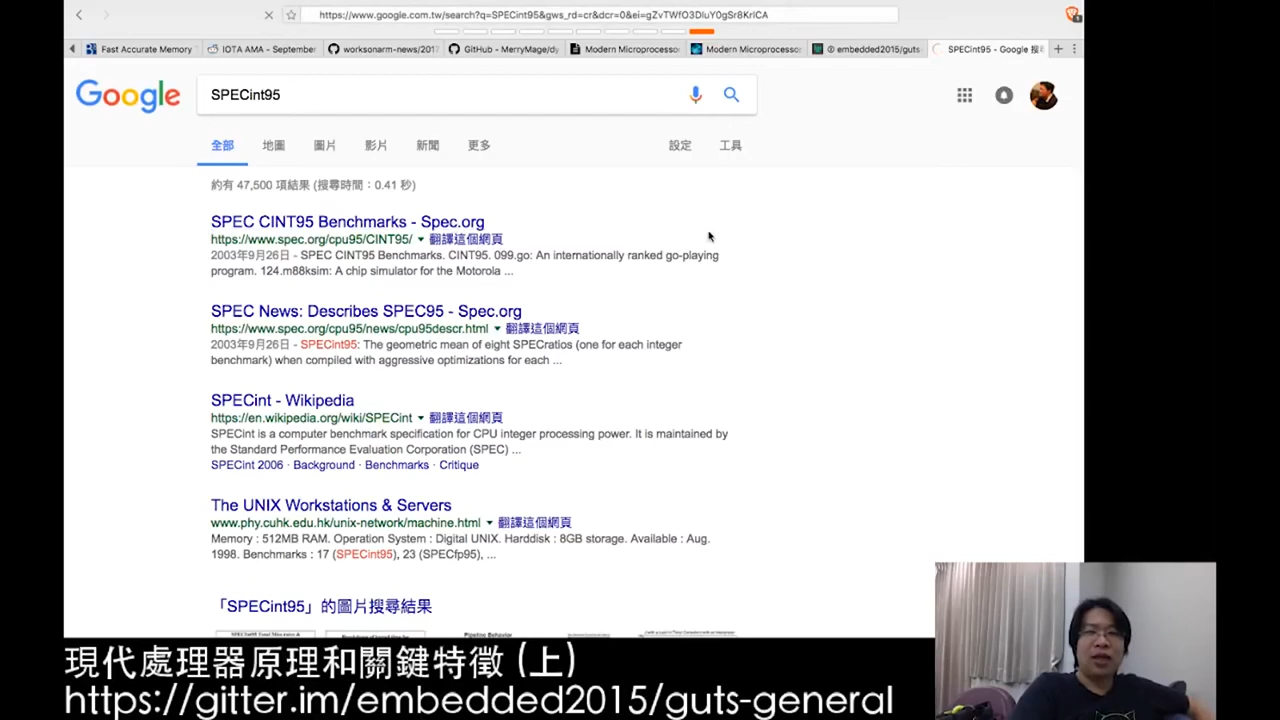 https://www.google.com.tw/search?q=SPECint95&gws_rd=cr&dcr=0&ei=gZvTWfO3DIuY0gSr8KrICA
Fast Accurate Memory
IOTA AMA - September
worksonarm-news/201
GitHub - MerryMage/dy
Modern Microprocesso
Modern Microprocesso
embedded2015/guts
SPECint95 - Google 搜
Google
SPECint95
全部 地圖 圖片 影片 新聞 更多 設定 工具
約有 47,500 項結果 (搜尋時間:0.41 秒)
SPEC CINT95 Benchmarks - Spec.org
https://www.spec.org/cpu95/CINT95/ 翻譯這個網頁
2003年9月26日 - SPEC CINT95 Benchmarks. CINT95. 099.go: An internationally ranked go-playing
program. 124.m88ksim: A chip simulator for the Motorola ...
SPEC News: Describes SPEC95 - Spec.org
https://www.spec.org/cpu95/news/cpu95descr.html 翻譯這個網頁
2003年9月26日 - SPECint95: The geometric mean of eight SPECratios (one for each integer
benchmark) when compiled with aggressive optimizations for each ...
SPECint - Wikipedia
https://en.wikipedia.org/wiki/SPECint 翻譯這個網頁
SPECint is a computer benchmark specification for CPU integer processing power. It is maintained by
the Standard Performance Evaluation Corporation (SPEC) ...
SPECint 2006 · Background · Benchmarks · Critique
The UNIX Workstations & Servers
www.phy.cuhk.edu.hk/unix-network/machine.html 翻譯這個網頁
Memory : 512MB RAM. Operation System : Digital UNIX. Harddisk : 8GB storage. Available : Aug.
1998. Benchmarks : 17 (SPECint95), 23 (SPECfp95), ...
「SPECint95」的圖片搜尋結果
Pipeline Behavior
現代處理器原理和關鍵特徵 (上)
https://gitter.im/embedded2015/guts-general